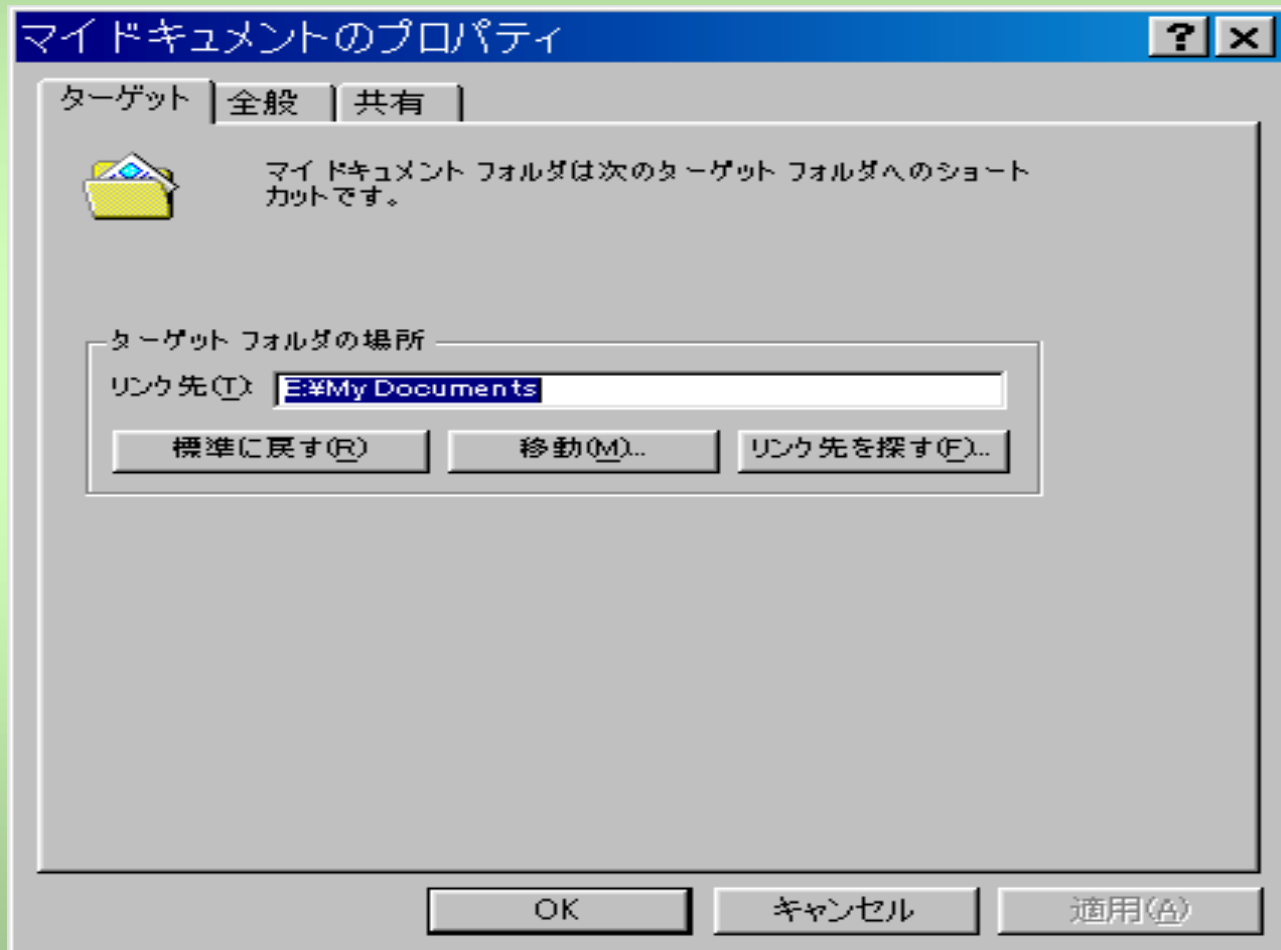 マイ ドキュメントのプロパティ
ターゲット 全般 共有
マイ ドキュメント フォルダは次のターゲット フォルダへのショート
カットです。
ターゲット フォルダの場所
リンク先(T): E:¥My Documents
標準に戻す(R) 移動(M)... リンク先を探す(F)...
OK キャンセル 適用(A)